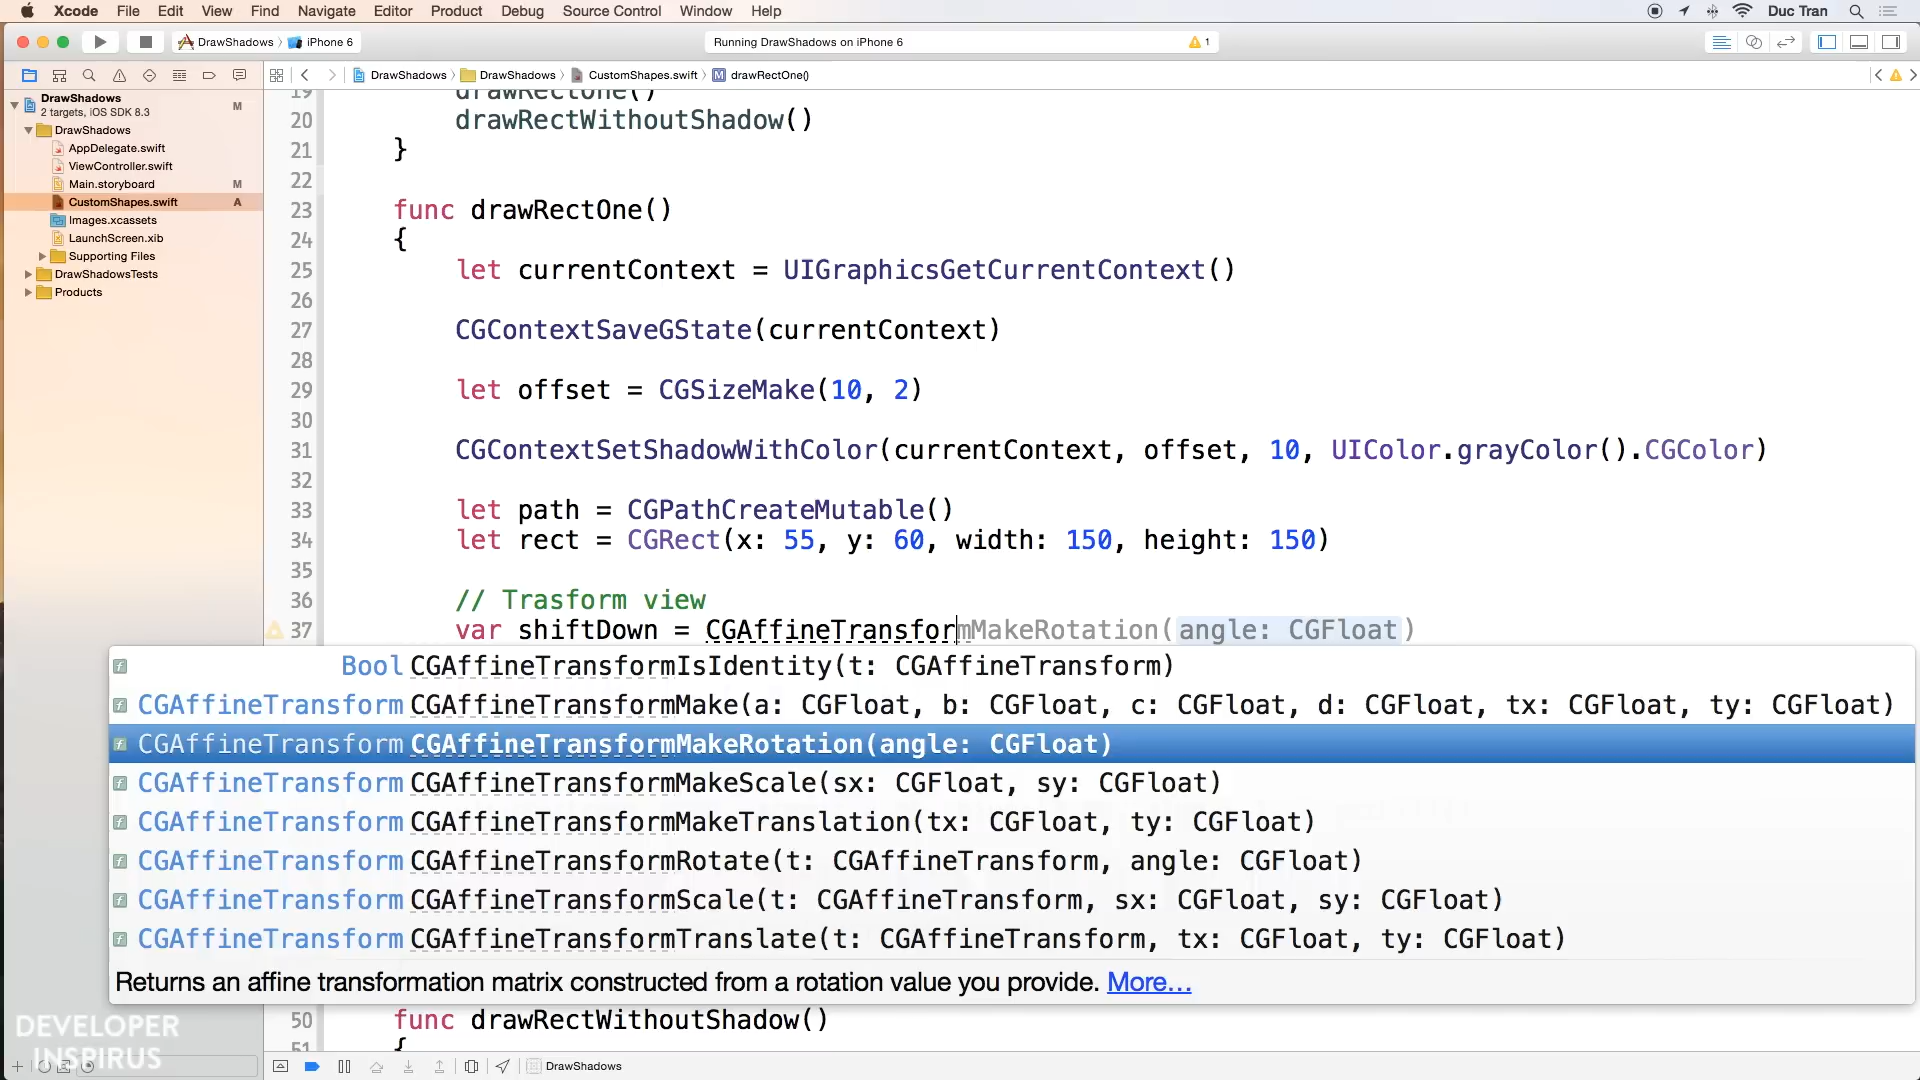 Xcode File Edit View Find Navigate Editor Product Debug Source Control Window Help Duc Tran
DrawShadows iPhone 6 Running DrawShadows on iPhone 6 1
DrawShadows DrawShadows CustomShapes.swift M drawRectOne()
DrawShadows M
2 targets, iOS SDK 8.3
DrawShadows
AppDelegate.swift
ViewController.swift
Main.storyboard M
CustomShapes.swift A
Images.xcassets
LaunchScreen.xib
Supporting Files
DrawShadowsTests
Products
19 drawRectOne()
20 drawRectWithoutShadow()
21 }
22
23 func drawRectOne()
24 {
25 let currentContext = UIGraphicsGetCurrentContext()
26
27 CGContextSaveGState(currentContext)
28
29 let offset = CGSizeMake(10, 2)
30
31 CGContextSetShadowWithColor(currentContext, offset, 10, UIColor.grayColor().CGColor)
32
33 let path = CGPathCreateMutable()
34 let rect = CGRect(x: 55, y: 60, width: 150, height: 150)
35
36 // Trasform view
37 var shiftDown = CGAffineTransformMakeRotation(angle: CGFloat)
f Bool CGAffineTransformIsIdentity(t: CGAffineTransform)
f CGAffineTransform CGAffineTransformMake(a: CGFloat, b: CGFloat, c: CGFloat, d: CGFloat, tx: CGFloat, ty: CGFloat)
f CGAffineTransform CGAffineTransformMakeRotation(angle: CGFloat)
f CGAffineTransform CGAffineTransformMakeScale(sx: CGFloat, sy: CGFloat)
f CGAffineTransform CGAffineTransformMakeTranslation(tx: CGFloat, ty: CGFloat)
f CGAffineTransform CGAffineTransformRotate(t: CGAffineTransform, angle: CGFloat)
f CGAffineTransform CGAffineTransformScale(t: CGAffineTransform, sx: CGFloat, sy: CGFloat)
f CGAffineTransform CGAffineTransformTranslate(t: CGAffineTransform, tx: CGFloat, ty: CGFloat)
Returns an affine transformation matrix constructed from a rotation value you provide. More...
50 func drawRectWithoutShadow()
51 {
DEVELOPER
INSPIRUS
DrawShadows